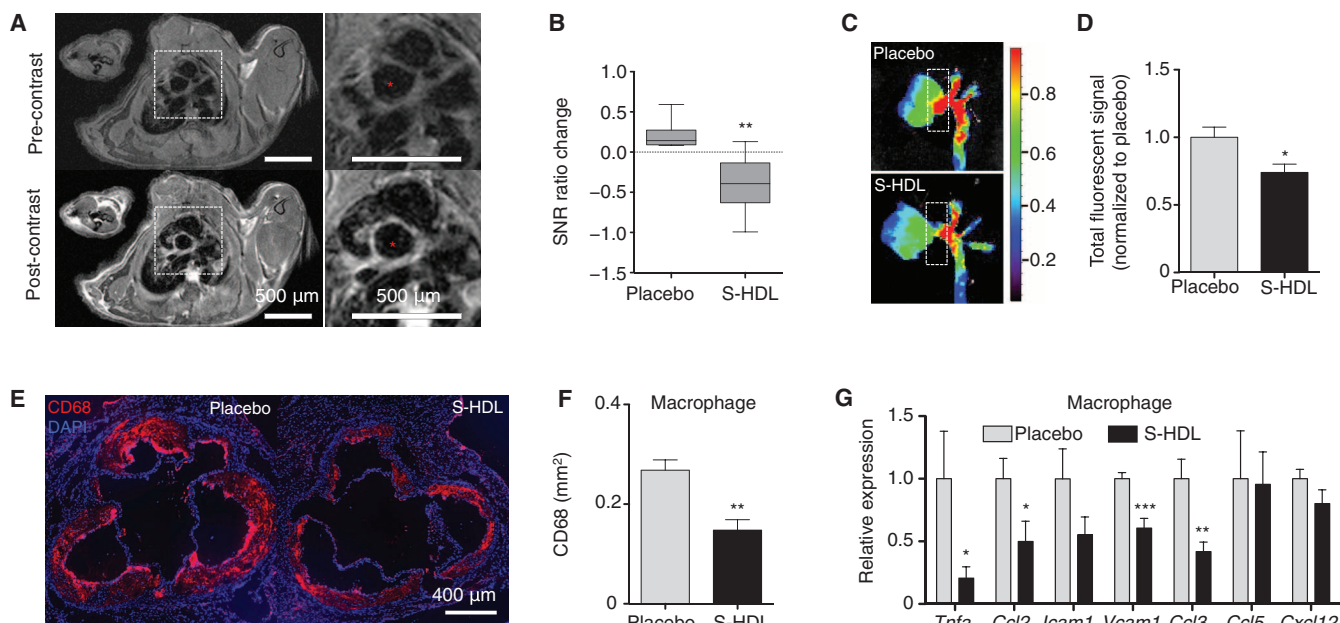 A
Pre-contrast
Post-contrast
500 µm
500 µm
B
SNR ratio change
1.0
0.5
0.0
−0.5
−1.0
−1.5
**
Placebo
S-HDL
C
Placebo
S-HDL
0.8
0.6
0.4
0.2
D
Total fluorescent signal
(normalized to placebo)
1.5
1.0
0.5
0
*
Placebo
S-HDL
E
CD68
DAPI
Placebo
S-HDL
400 µm
F
Macrophage
CD68 (mm²)
0.4
0.2
0
**
Placebo
S-HDL
G
Macrophage
Placebo
S-HDL
Relative expression
1.5
1.0
0.5
0.0
*
*
***
**
Tnfa
Ccl2
Icam1
Vcam1
Ccl3
Ccl5
Cxcl12